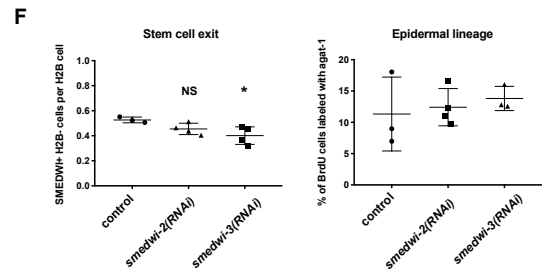 F
Stem cell exit
SMEDWI+ H2B- cells per H2B cell
1.0
0.8
0.6
0.4
0.2
0.0
NS
*
control
smedwi-2(RNAi)
smedwi-3(RNAi)
Epidermal lineage
% of BrdU cells labeled with agat-1
20
15
10
5
0
control
smedwi-2(RNAi)
smedwi-3(RNAi)